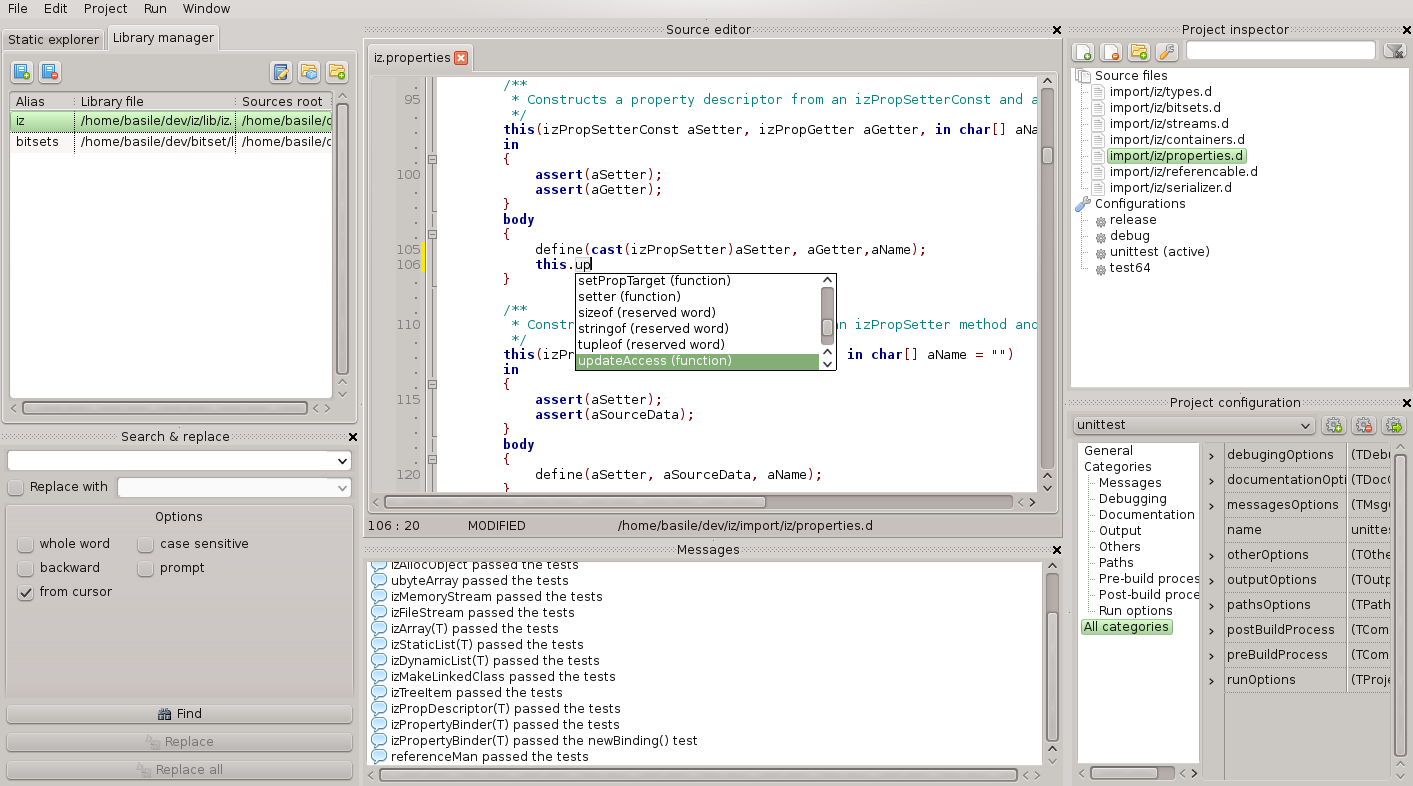 File Edit Project Run Window
Static explorer Library manager
Alias Library file Sources root
iz /home/basile/dev/iz/lib/iz. /home/basile/d
bitsets /home/basile/dev/bitset/l /home/basile/d
Search & replace
Replace with
Options
whole word case sensitive
backward prompt
from cursor
Find
Replace
Replace all
Source editor
iz.properties
/**
95 * Constructs a property descriptor from an izPropSetterConst and a
*/
this(izPropSetterConst aSetter, izPropGetter aGetter, in char[] aNa
in
{
100 assert(aSetter);
assert(aGetter);
}
body
{
105 define(cast(izPropSetter)aSetter, aGetter,aName);
106 this.up
}
setPropTarget (function)
setter (function)
sizeof (reserved word)
stringof (reserved word)
tupleof (reserved word)
updateAccess (function)
/**
110 * Constr n izPropSetter method and
*/
this(izPr in char[] aName = "")
in
{
115 assert(aSetter);
assert(aSourceData);
}
body
{
120 define(aSetter, aSourceData, aName);
}
106 : 20 MODIFIED /home/basile/dev/iz/import/iz/properties.d
Messages
izAllocObject passed the tests
ubyteArray passed the tests
izMemoryStream passed the tests
izFileStream passed the tests
izArray(T) passed the tests
izStaticList(T) passed the tests
izDynamicList(T) passed the tests
izMakeLinkedClass passed the tests
izTreeItem passed the tests
izPropDescriptor(T) passed the tests
izPropertyBinder(T) passed the tests
izPropertyBinder(T) passed the newBinding() test
referenceMan passed the tests
Project inspector
Source files
import/iz/types.d
import/iz/bitsets.d
import/iz/streams.d
import/iz/containers.d
import/iz/properties.d
import/iz/referencable.d
import/iz/serializer.d
Configurations
release
debug
unittest (active)
test64
Project configuration
unittest
General
Categories
Messages
Debugging
Documentation
Output
Others
Paths
Pre-build proces
Post-build proce
Run options
All categories
debugingOptions (TDebu
documentationOpti (TDocO
messagesOptions (TMsgO
name unittes
otherOptions (TOthe
outputOptions (TOutp
pathsOptions (TPath
postBuildProcess (TCom
preBuildProcess (TCom
runOptions (TProje